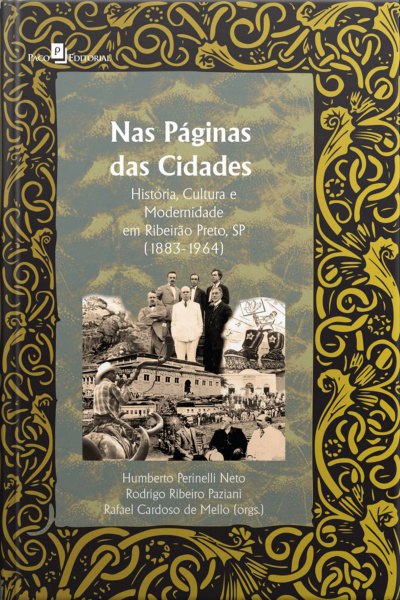 PACO P EDITORIAL
Nas Páginas
das Cidades
História, Cultura e
Modernidade
em Ribeirão Preto, SP
(1883-1964)
Humberto Perinelli Neto
Rodrigo Ribeiro Paziani
Rafael Cardoso de Mello (orgs.)